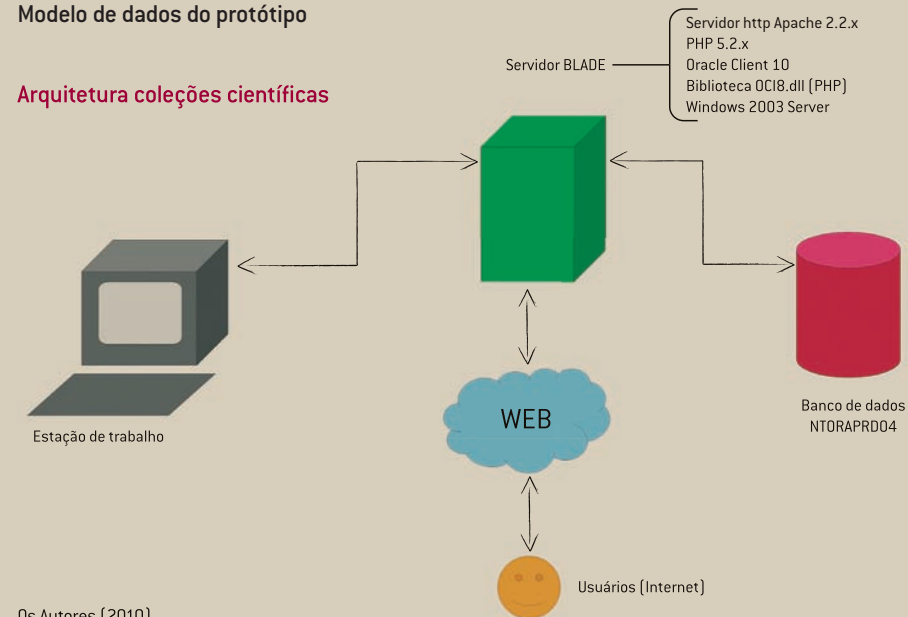 Modelo de dados do protótipo
Arquitetura coleções científicas
Servidor BLADE
Servidor http Apache 2.2.x
PHP 5.2.x
Oracle Client 10
Biblioteca OCI8.dll (PHP)
Windows 2003 Server
Estação de trabalho
WEB
Banco de dados
NTORAPRD04
Usuários (Internet)
Os Autores (2010)